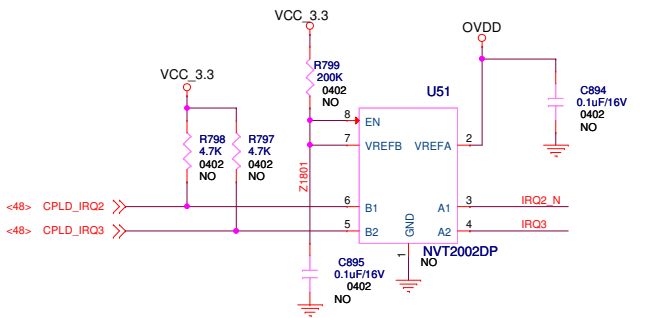 VCC_3.3
OVDD
R799
200K
0402
NO
VCC_3.3
U51
C894
0.1uF/16V
0402
NO
8
EN
R798
4.7K
0402
NO
R797
4.7K
0402
NO
7
VREFB
VREFA
2
Z1801
<48> CPLD_IRQ2
6
B1
A1
3
IRQ2_N
<48> CPLD_IRQ3
5
B2
A2
4
IRQ3
GND
1
NVT2002DP
NO
C895
0.1uF/16V
0402
NO